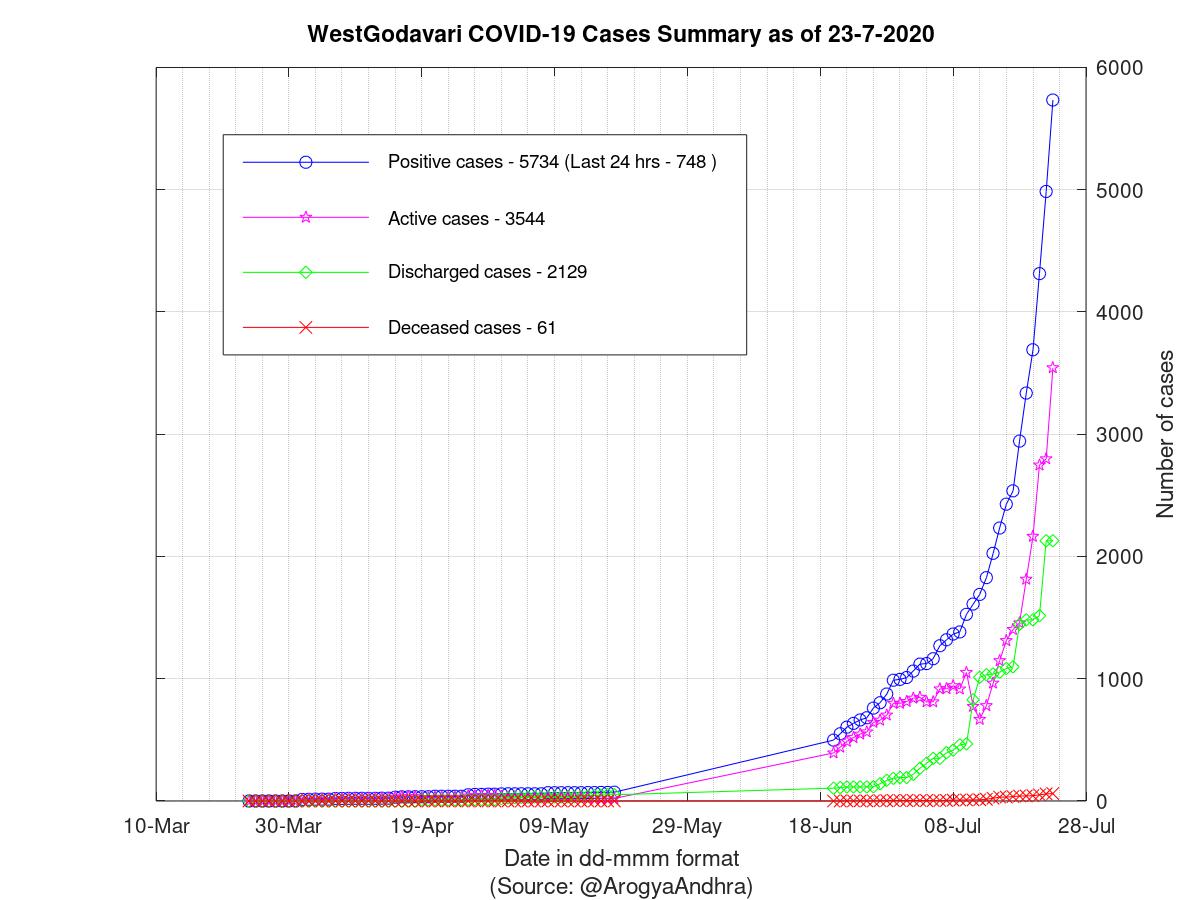 WestGodavari COVID-19 Cases Summary as of 23-7-2020
6000
Positive cases - 5734 (Last 24 hrs - 748 )
5000
Active cases - 3544
Discharged cases - 2129
4000
Deceased cases - 61
3000
2000
1000
0
Number of cases
10-Mar 30-Mar 19-Apr 09-May 29-May 18-Jun 08-Jul 28-Jul
Date in dd-mmm format
(Source: @ArogyaAndhra)